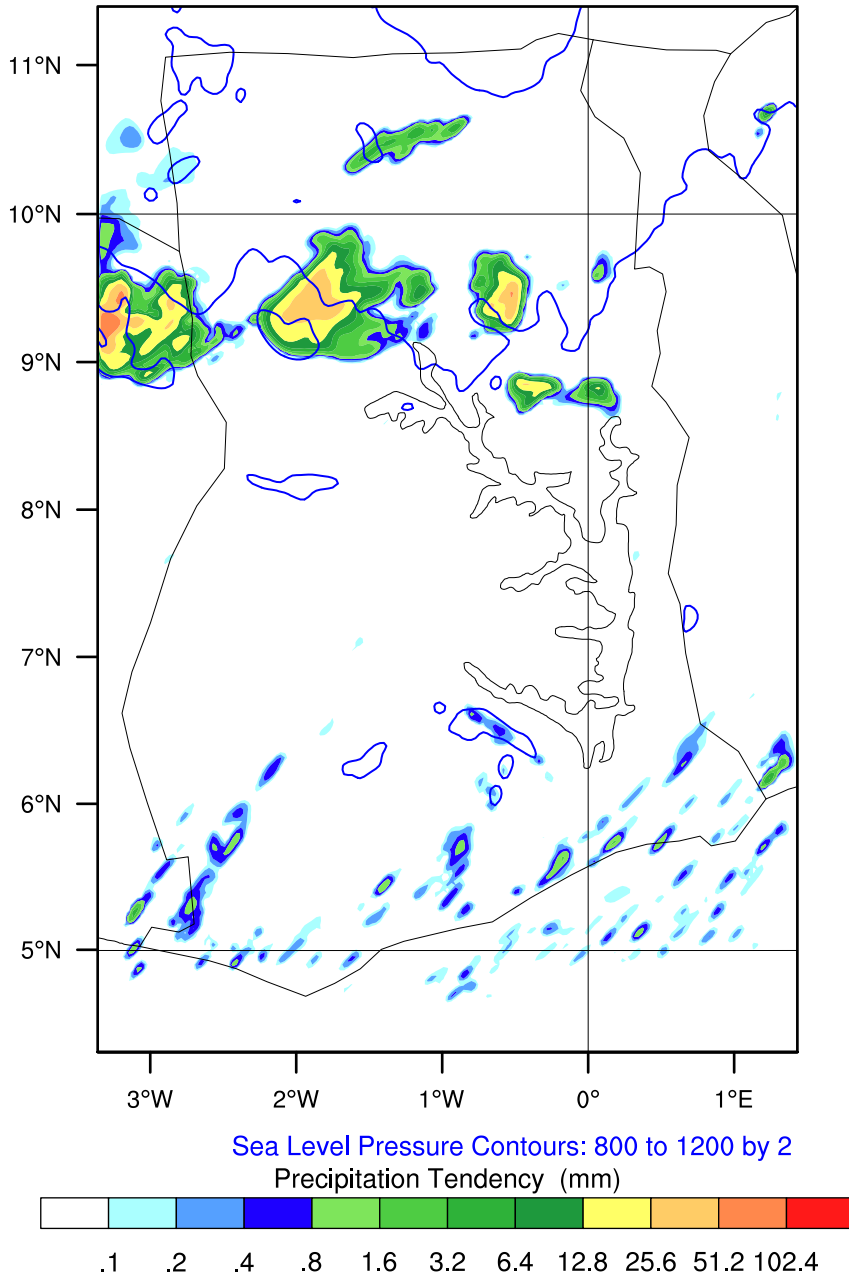 11°N
10°N
9°N
8°N
7°N
6°N
5°N
3°W 2°W 1°W 0° 1°E
Sea Level Pressure Contours: 800 to 1200 by 2
Precipitation Tendency (mm)
.1 .2 .4 .8 1.6 3.2 6.4 12.8 25.6 51.2 102.4